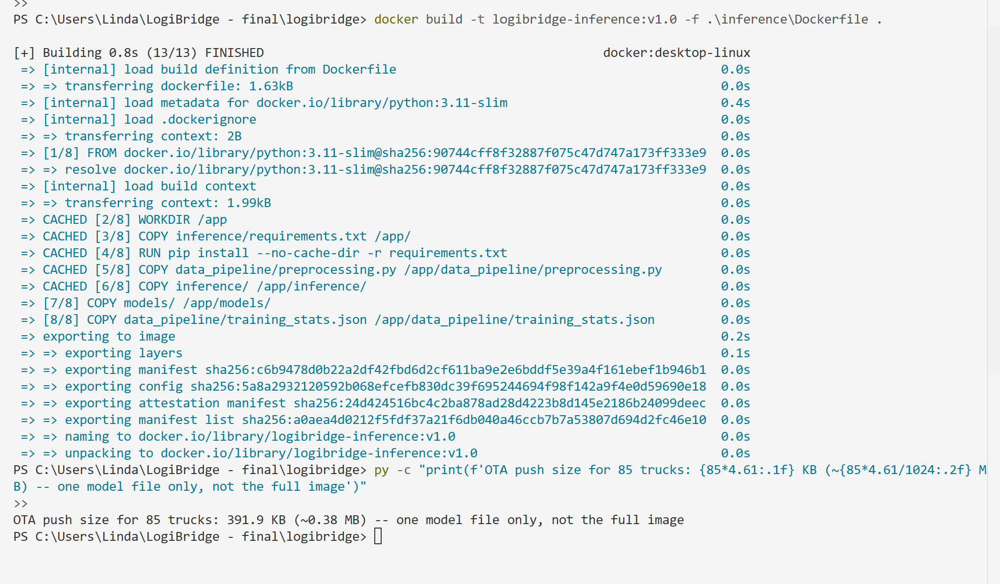 >>
PS C:\Users\Linda\LogiBridge - final\logibridge> docker build -t logibridge-inference:v1.0 -f .\inference\Dockerfile .
[+] Building 0.8s (13/13) FINISHED docker:desktop-linux
=> [internal] load build definition from Dockerfile 0.0s
=> => transferring dockerfile: 1.63kB 0.0s
=> [internal] load metadata for docker.io/library/python:3.11-slim 0.4s
=> [internal] load .dockerignore 0.0s
=> => transferring context: 2B 0.0s
=> [1/8] FROM docker.io/library/python:3.11-slim@sha256:90744cff8f32887f075c47d747a173ff333e9 0.0s
=> => resolve docker.io/library/python:3.11-slim@sha256:90744cff8f32887f075c47d747a173ff333e9 0.0s
=> [internal] load build context 0.0s
=> => transferring context: 1.99kB 0.0s
=> CACHED [2/8] WORKDIR /app 0.0s
=> CACHED [3/8] COPY inference/requirements.txt /app/ 0.0s
=> CACHED [4/8] RUN pip install --no-cache-dir -r requirements.txt 0.0s
=> CACHED [5/8] COPY data_pipeline/preprocessing.py /app/data_pipeline/preprocessing.py 0.0s
=> CACHED [6/8] COPY inference/ /app/inference/ 0.0s
=> [7/8] COPY models/ /app/models/ 0.0s
=> [8/8] COPY data_pipeline/training_stats.json /app/data_pipeline/training_stats.json 0.0s
=> exporting to image 0.2s
=> => exporting layers 0.1s
=> => exporting manifest sha256:c6b9478d0b22a2df42fbd6d2cf611ba9e2e6bddf5e39a4f161ebef1b946b1 0.0s
=> => exporting config sha256:5a8a2932120592b068efcefb830dc39f695244694f98f142a9f4e0d59690e18 0.0s
=> => exporting attestation manifest sha256:24d424516bc4c2ba878ad28d4223b8d145e2186b24099deec 0.0s
=> => exporting manifest list sha256:a0aea4d0212f5fdf37a21f6db040a46ccb7b7a53807d694d2fc46e10 0.0s
=> => naming to docker.io/library/logibridge-inference:v1.0 0.0s
=> => unpacking to docker.io/library/logibridge-inference:v1.0 0.0s
PS C:\Users\Linda\LogiBridge - final\logibridge> py -c "print(f'OTA push size for 85 trucks: {85*4.61:.1f} KB (~{85*4.61/1024:.2f} M
B) -- one model file only, not the full image')"
>>
OTA push size for 85 trucks: 391.9 KB (~0.38 MB) -- one model file only, not the full image
PS C:\Users\Linda\LogiBridge - final\logibridge>